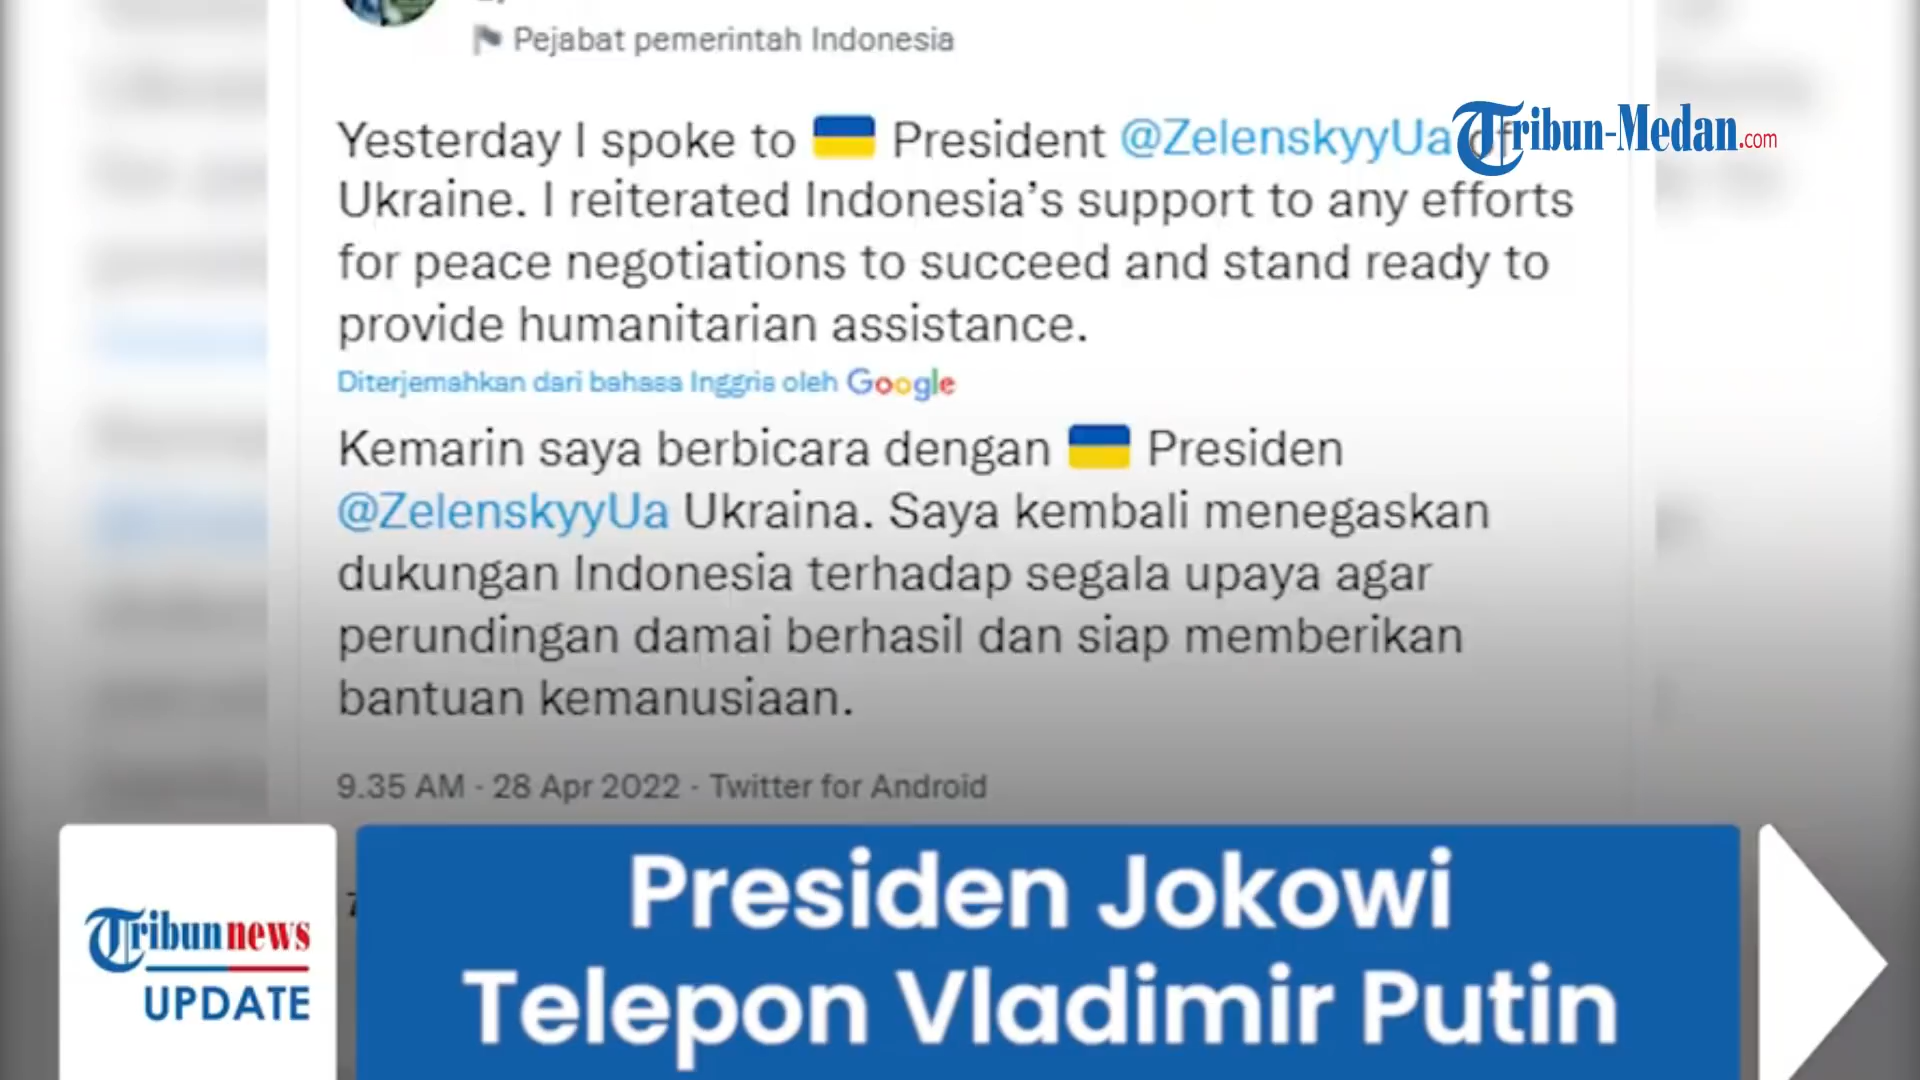 Pejabat pemerintah Indonesia
Yesterday I spoke to President @ZelenskyyUa of
Tribun-Medan.com
Ukraine. I reiterated Indonesia's support to any efforts
for peace negotiations to succeed and stand ready to
provide humanitarian assistance.
Diterjemahkan dari bahasa Inggris oleh Google
Kemarin saya berbicara dengan Presiden
@ZelenskyyUa Ukraina. Saya kembali menegaskan
dukungan Indonesia terhadap segala upaya agar
perundingan damai berhasil dan siap memberikan
bantuan kemanusiaan.
9.35 AM · 28 Apr 2022 · Twitter for Android
Tribunnews
UPDATE
Presiden Jokowi
Telepon Vladimir Putin